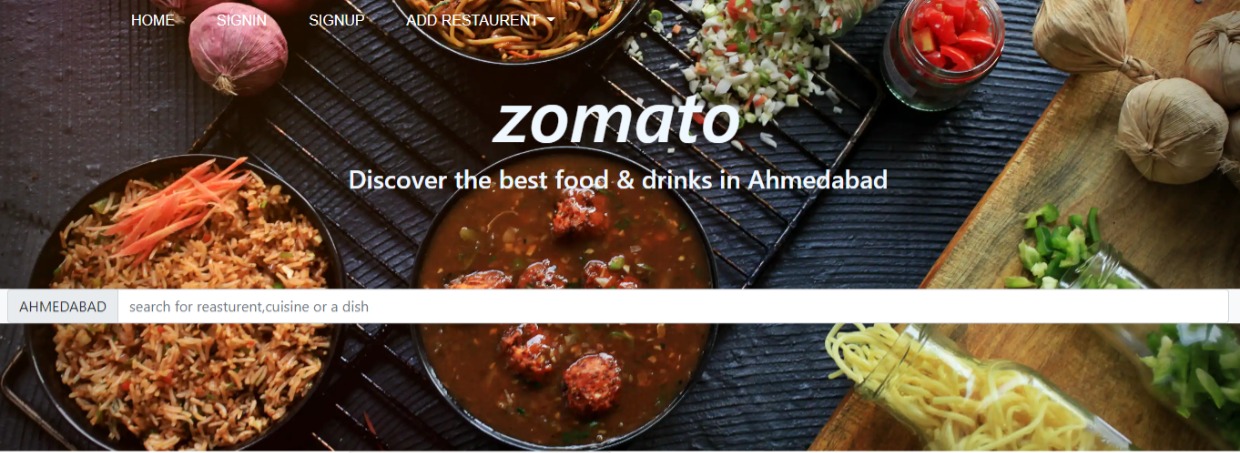 HOME SIGNIN SIGNUP ADD RESTAURENT
zomato
Discover the best food & drinks in Ahmedabad
AHMEDABAD search for reasturent,cuisine or a dish